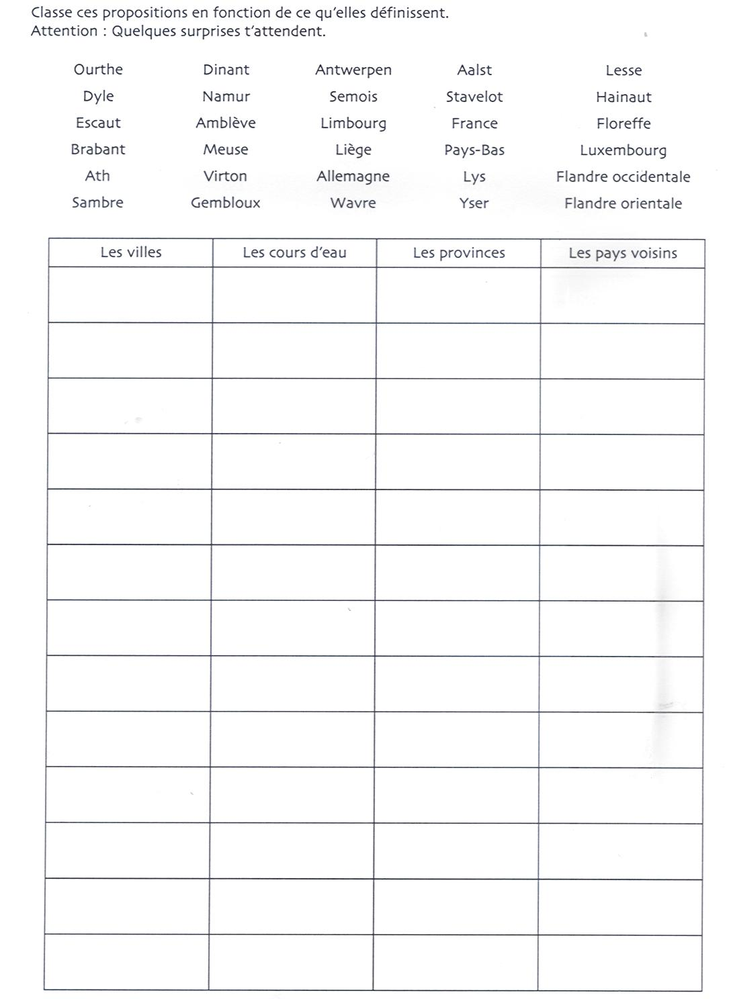 Classe ces propositions en fonction de ce qu'elles définissent.
Attention : Quelques surprises t'attendent.
Ourthe Dinant Antwerpen Aalst Lesse
Dyle Namur Semois Stavelot Hainaut
Escaut Amblève Limbourg France Floreffe
Brabant Meuse Liège Pays-Bas Luxembourg
Ath Virton Allemagne Lys Flandre occidentale
Sambre Gembloux Wavre Yser Flandre orientale
Les villes Les cours d'eau Les provinces Les pays voisins